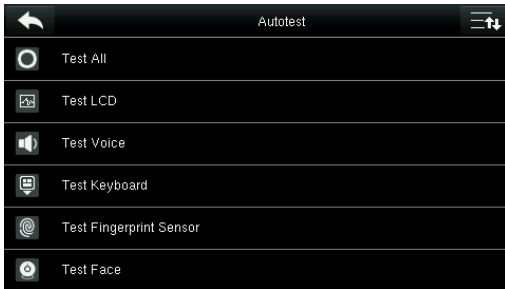 Autotest
Test All
Test LCD
Test Voice
Test Keyboard
Test Fingerprint Sensor
Test Face